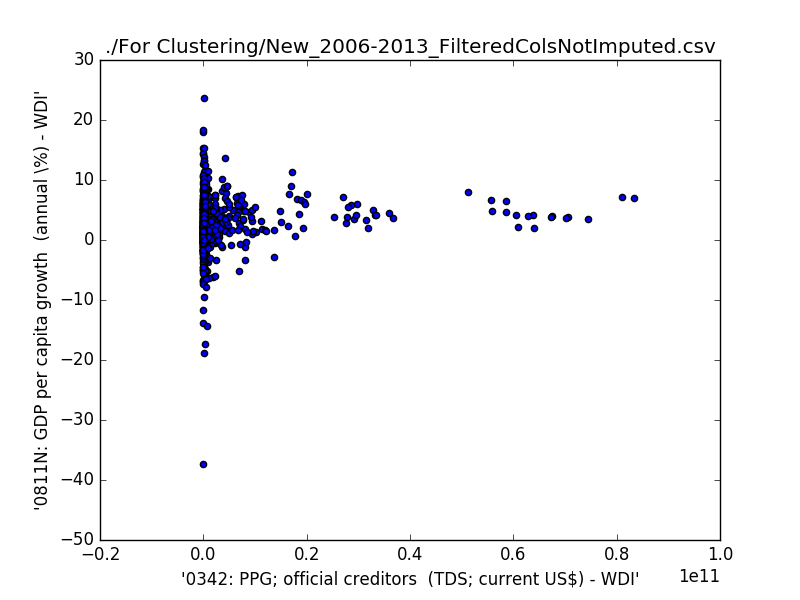 ./For Clustering/New_2006-2013_FilteredColsNotImputed.csv
30
20
10
0
−10
−20
−30
−40
−50
'0811N: GDP per capita growth  (annual \%) - WDI'
−0.2 0.0 0.2 0.4 0.6 0.8 1.0
1e11
'0342: PPG; official creditors  (TDS; current US$) - WDI'